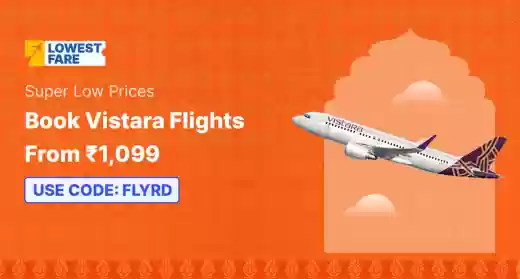 LOWEST
FARE
Super Low Prices
Book Vistara Flights
From ₹1,099
USE CODE: FLYRD
vistara